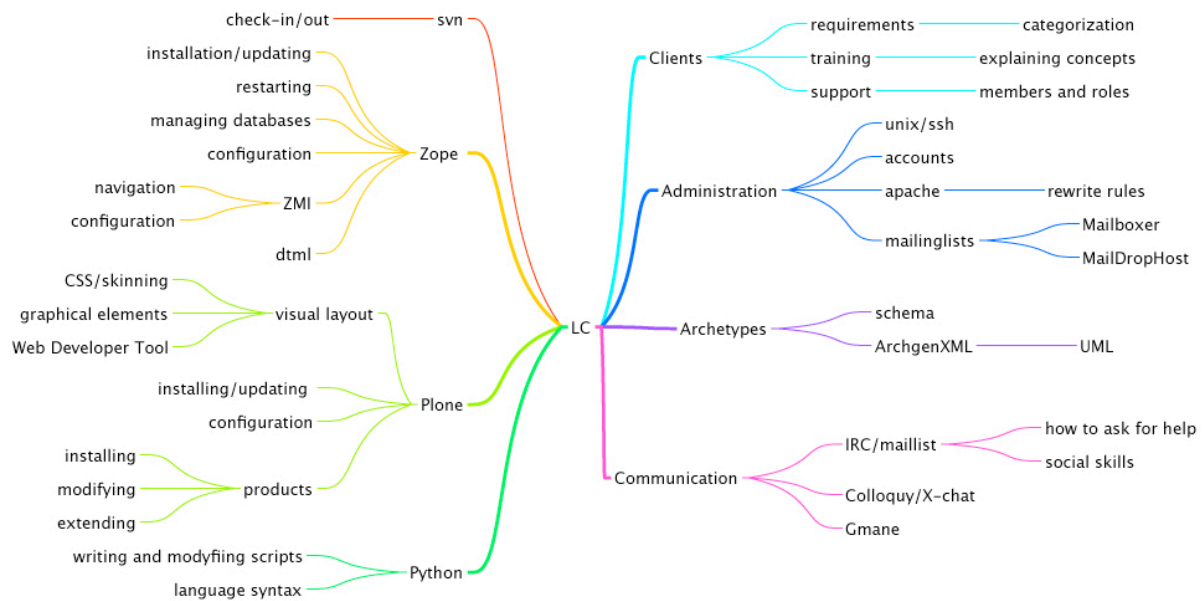 check-in/out
svn
installation/updating
restarting
managing databases
configuration
Zope
navigation
ZMI
configuration
dtml
CSS/skinning
graphical elements
visual layout
Web Developer Tool
installing/updating
Plone
configuration
installing
modifying
products
extending
writing and modyfiing scripts
Python
language syntax
LC
Clients
requirements
categorization
training
explaining concepts
support
members and roles
Administration
unix/ssh
accounts
apache
rewrite rules
mailinglists
Mailboxer
MailDropHost
Archetypes
schema
ArchgenXML
UML
Communication
IRC/maillist
how to ask for help
social skills
Colloquy/X-chat
Gmane